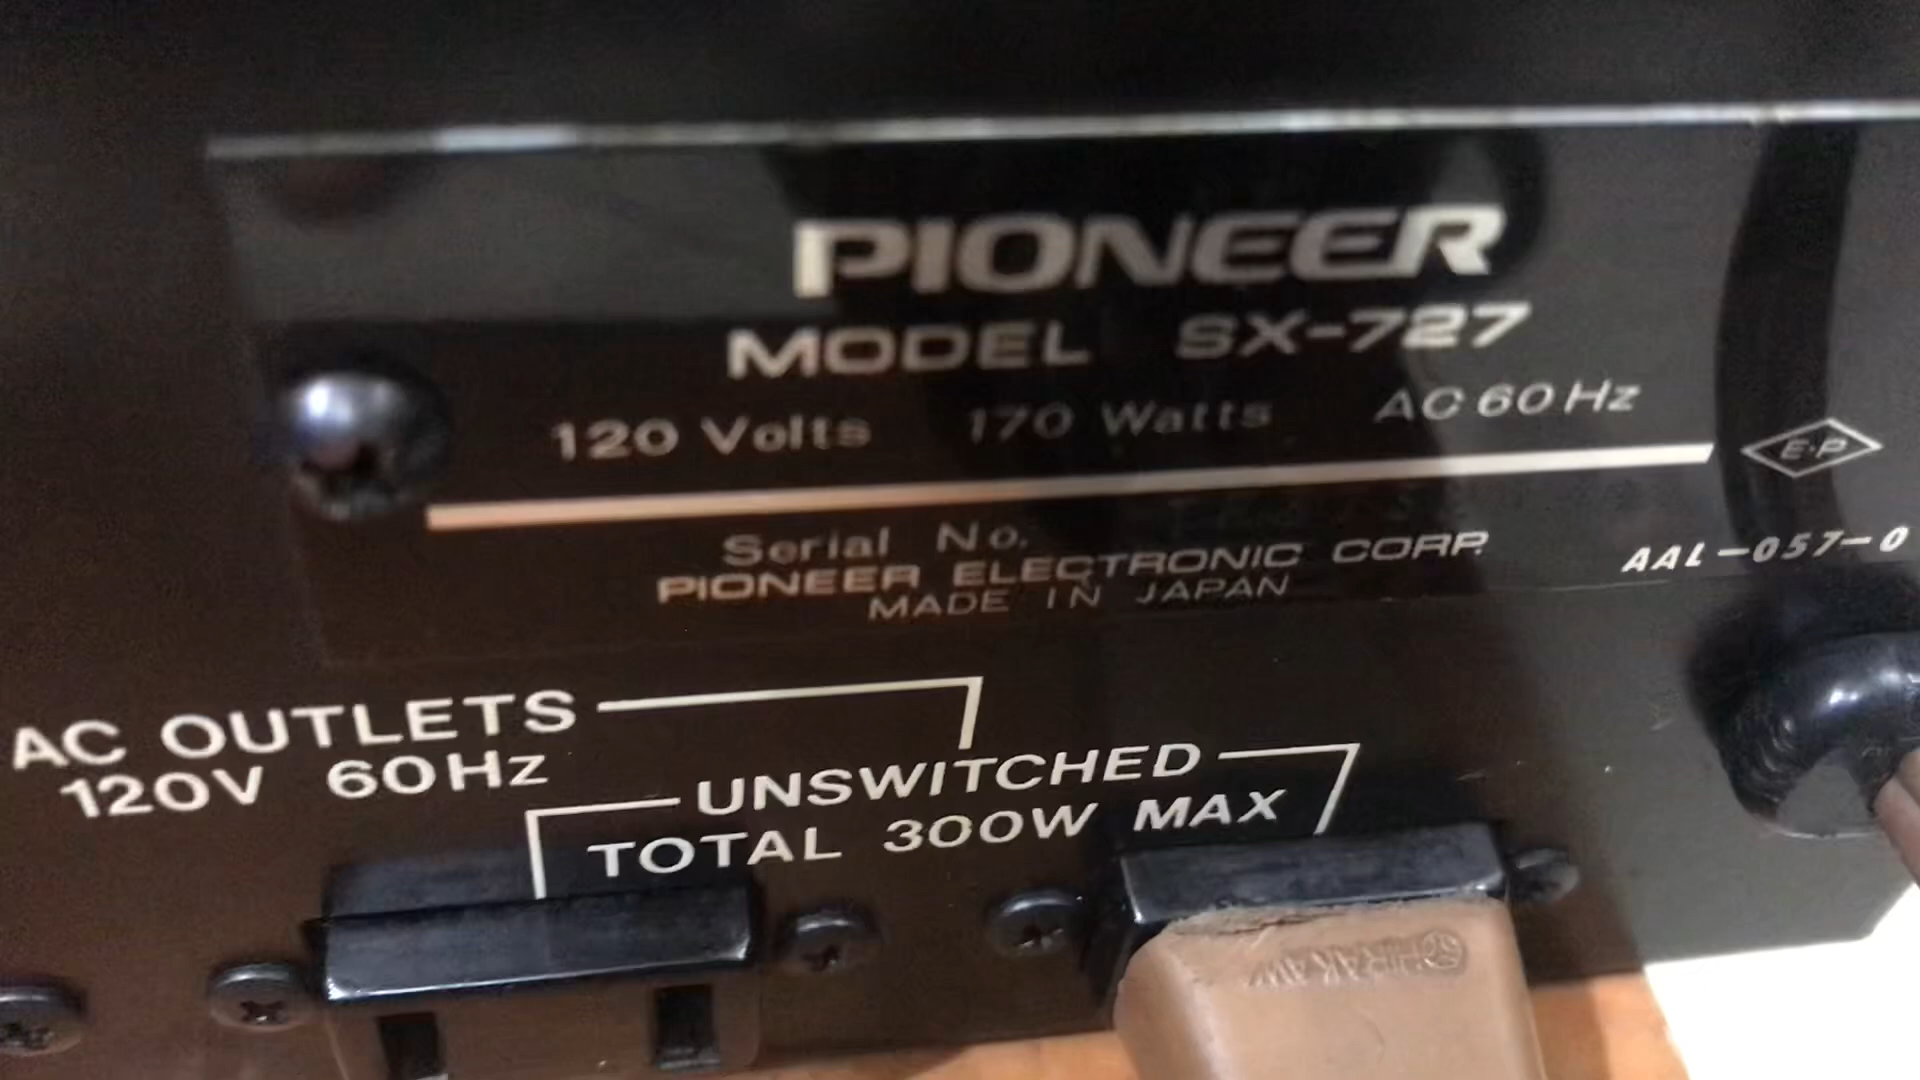 PIONEER
MODEL SX-727
120 Volts 170 Watts AC 60 Hz
E·P
Serial No.
PIONEER ELECTRONIC CORP.
MADE IN JAPAN
AAL-057-0
AC OUTLETS
120V 60Hz
UNSWITCHED
TOTAL 300W MAX
HIRAKAW